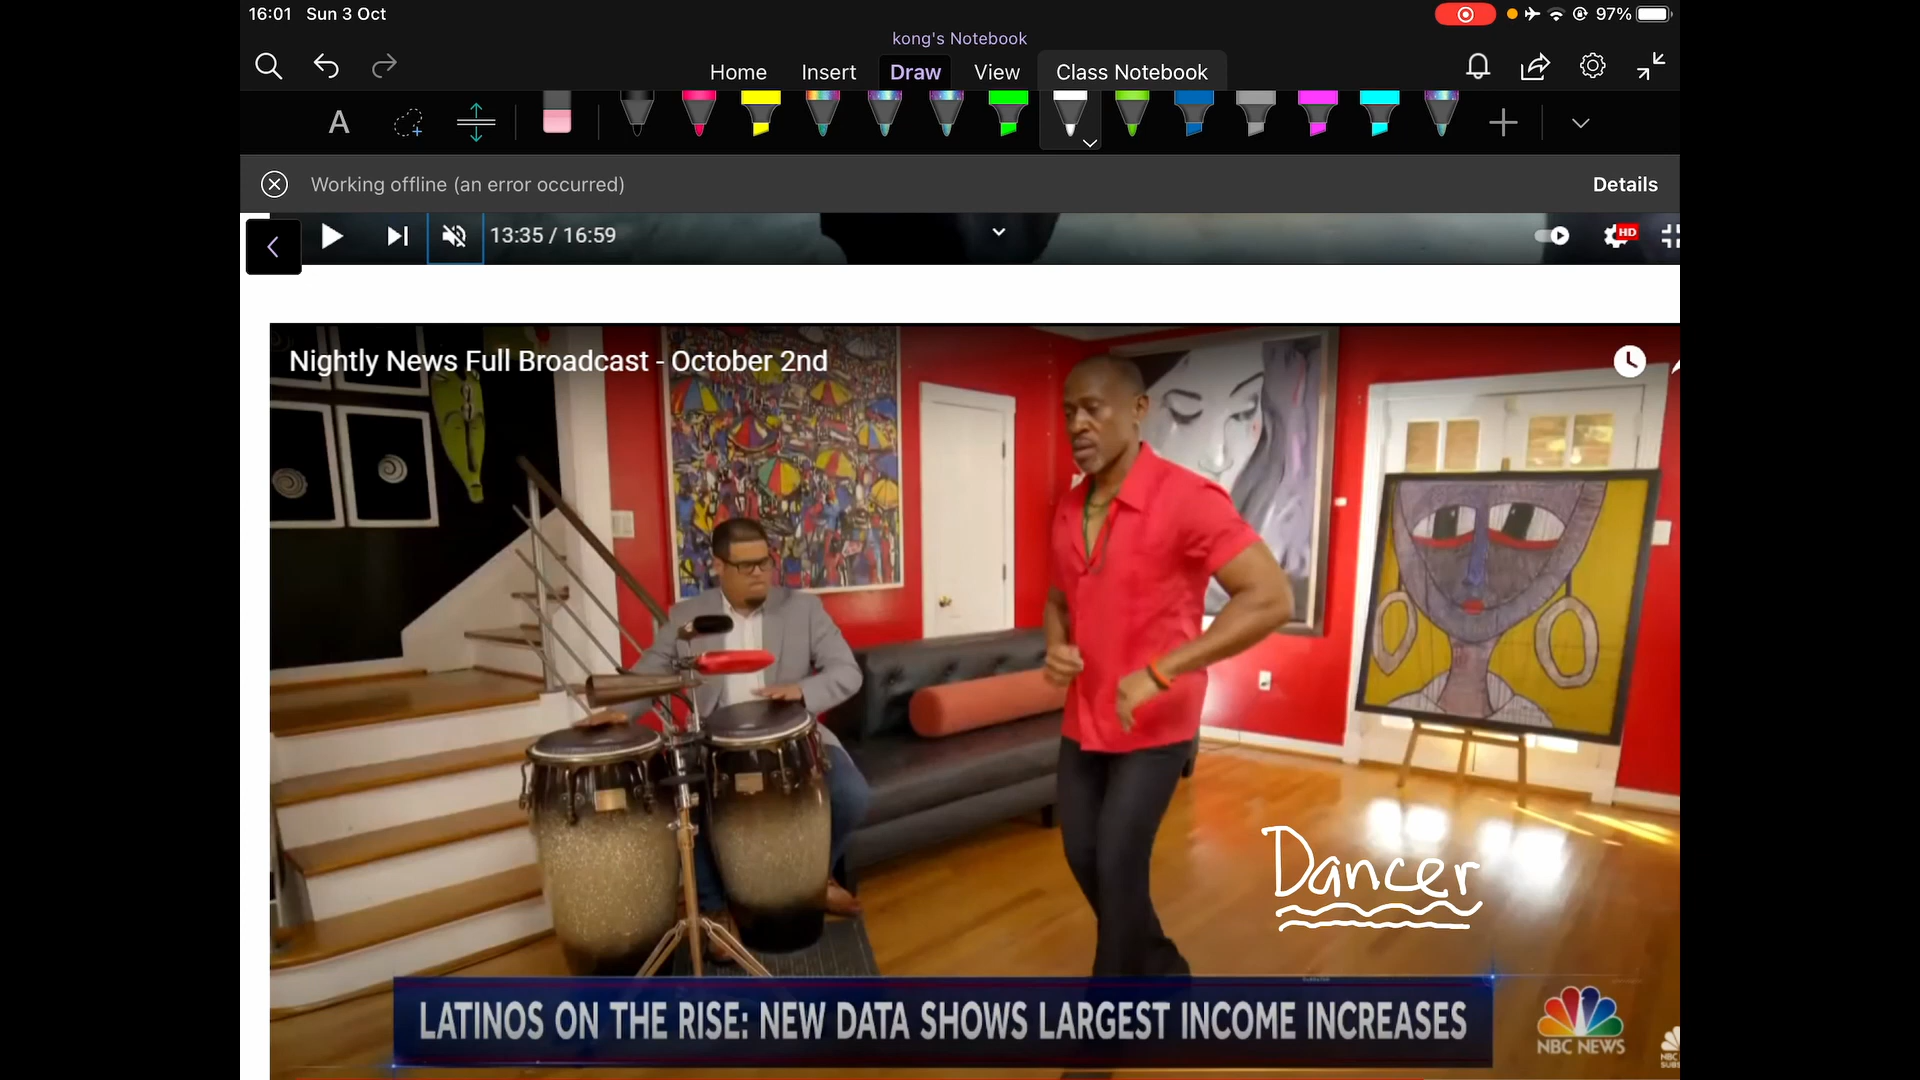 16:01 Sun 3 Oct
97%
kong's Notebook
Home Insert Draw View Class Notebook
A
Working offline (an error occurred)
Details
13:35 / 16:59
HD
Nightly News Full Broadcast - October 2nd
Dancer
LATINOS ON THE RISE: NEW DATA SHOWS LARGEST INCOME INCREASES
NBC NEWS
NBC